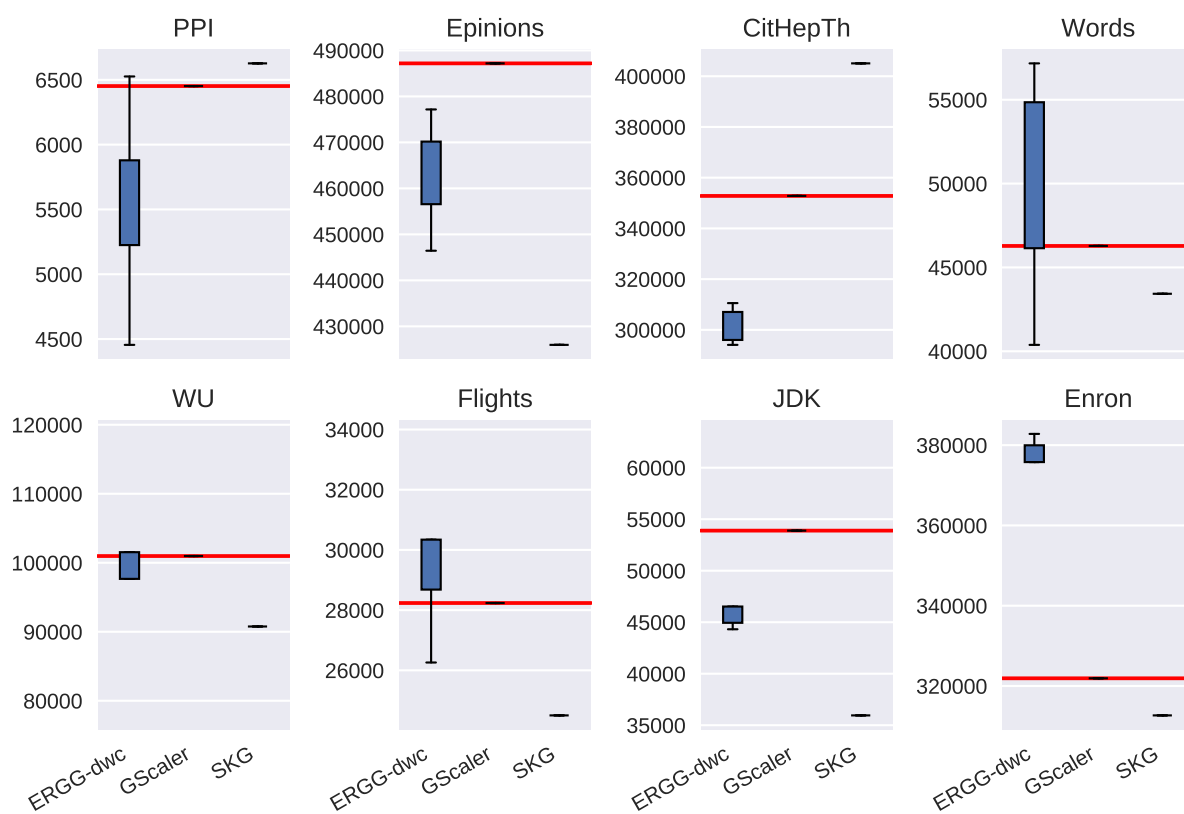 PPI
Epinions
CitHepTh
Words
6500
6000
5500
5000
4500
490000
480000
470000
460000
450000
440000
430000
400000
380000
360000
340000
320000
300000
55000
50000
45000
40000
WU
Flights
JDK
Enron
120000
110000
100000
90000
80000
34000
32000
30000
28000
26000
60000
55000
50000
45000
40000
35000
380000
360000
340000
320000
ERGG-dwc
GScaler
SKG
ERGG-dwc
GScaler
SKG
ERGG-dwc
GScaler
SKG
ERGG-dwc
GScaler
SKG